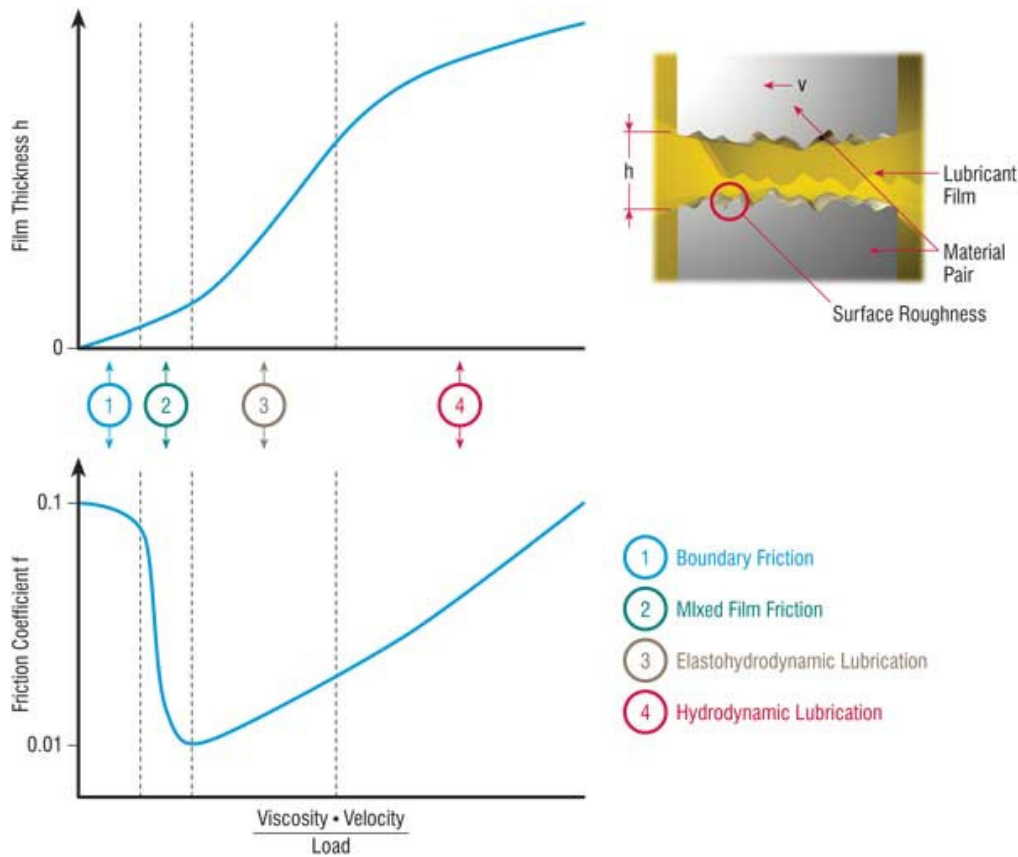 Film Thickness h
0
v
h
Lubricant
Film
Material
Pair
Surface Roughness
1
2
3
4
Friction Coefficient f
0.1
0.01
Viscosity • Velocity
Load
1 Boundary Friction
2 MIxed Film Friction
3 Elastohydrodynamic Lubrication
4 Hydrodynamic Lubrication